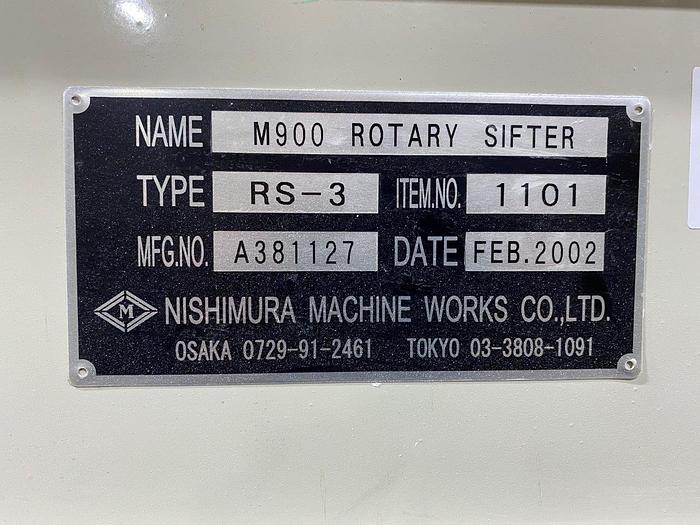 NAME M900 ROTARY SIFTER
TYPE RS-3 ITEM.NO. 1101
MFG.NO. A381127 DATE FEB.2002
M NISHIMURA MACHINE WORKS CO.,LTD.
OSAKA 0729-91-2461 TOKYO 03-3808-1091